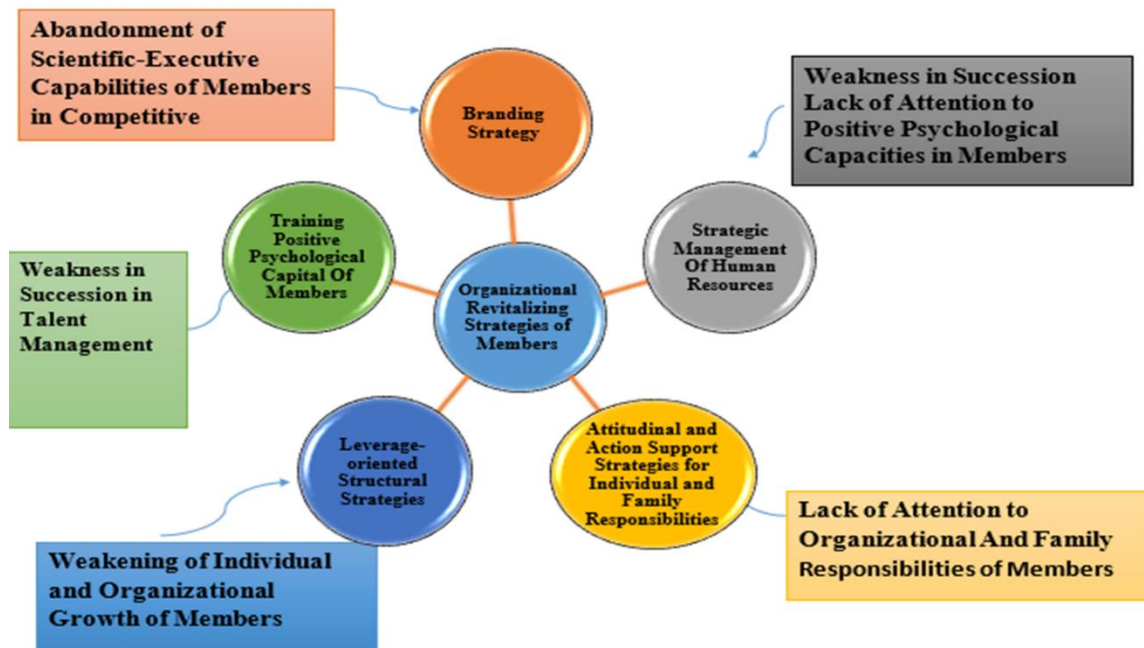 Abandonment of
Scientific-Executive
Capabilities of Members
in Competitive
Branding
Strategy
Weakness in Succession
Lack of Attention to
Positive Psychological
Capacities in Members
Training
Positive
Psychological
Capital Of
Members
Strategic
Management
Of Human
Resources
Organizational
Revitalizing
Strategies of
Members
Weakness in
Succession in
Talent
Management
Leverage-
oriented
Structural
Strategies
Attitudinal and
Action Support
Strategies for
Individual and
Family
Responsibilities
Lack of Attention to
Organizational And Family
Responsibilities of Members
Weakening of Individual
and Organizational
Growth of Members